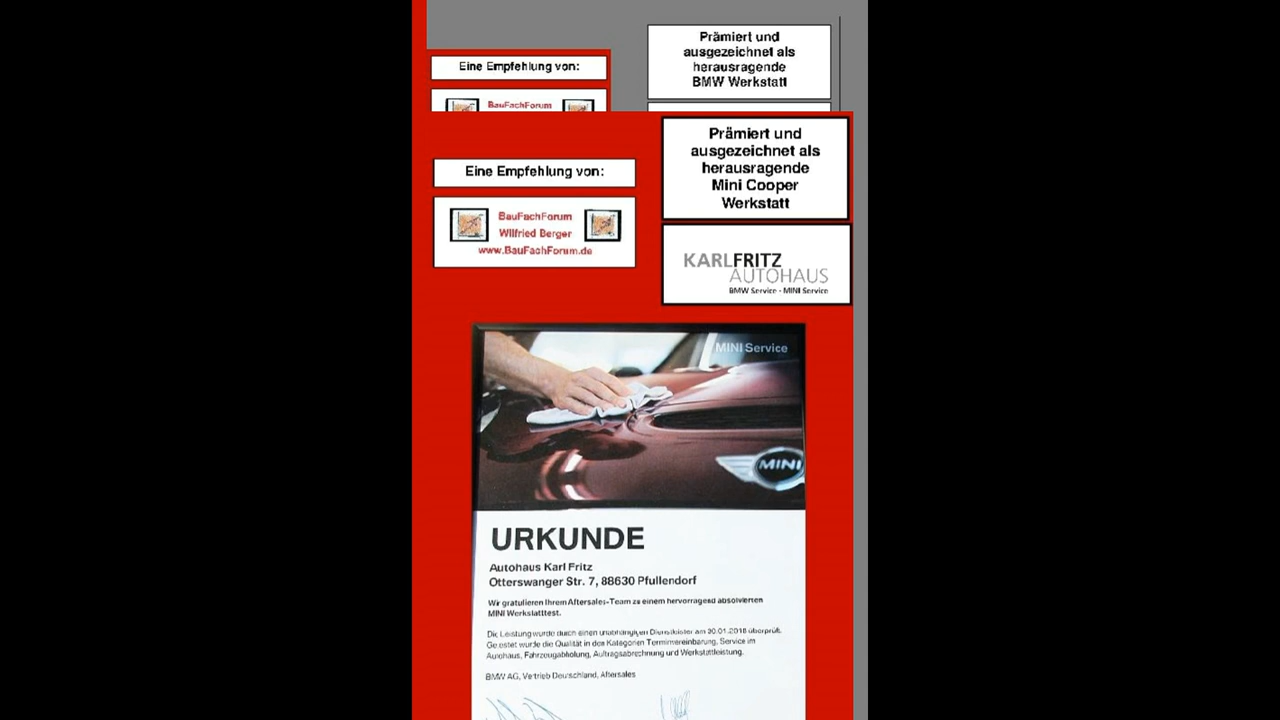 Prämiert und
ausgezeichnet als
herausragende
BMW Werkstatt
Eine Empfehlung von:
BauFachForum
Prämiert und
ausgezeichnet als
herausragende
Mini Cooper
Werkstatt
Eine Empfehlung von:
BauFachForum
Wilfried Berger
www.BauFachForum.de
KARLFRITZ
AUTOHAUS
BMW Service - MINI Service
MINI Service
MINI
URKUNDE
Autohaus Karl Fritz
Otterswanger Str. 7, 88630 Pfullendorf
Wir gratulieren Ihrem Aftersales-Team zu einem hervorragend absolvierten
MINI Werkstatttest.
Die Leistung wurde durch einen unabhängigen Dienstleister am 30.01.2018 überprüft.
Getestet wurde die Qualität in den Kategorien Terminvereinbarung, Service im
Autohaus, Fahrzeugabholung, Auftragsabrechnung und Werkstattleistung.
BMW AG, Vertrieb Deutschland, Aftersales